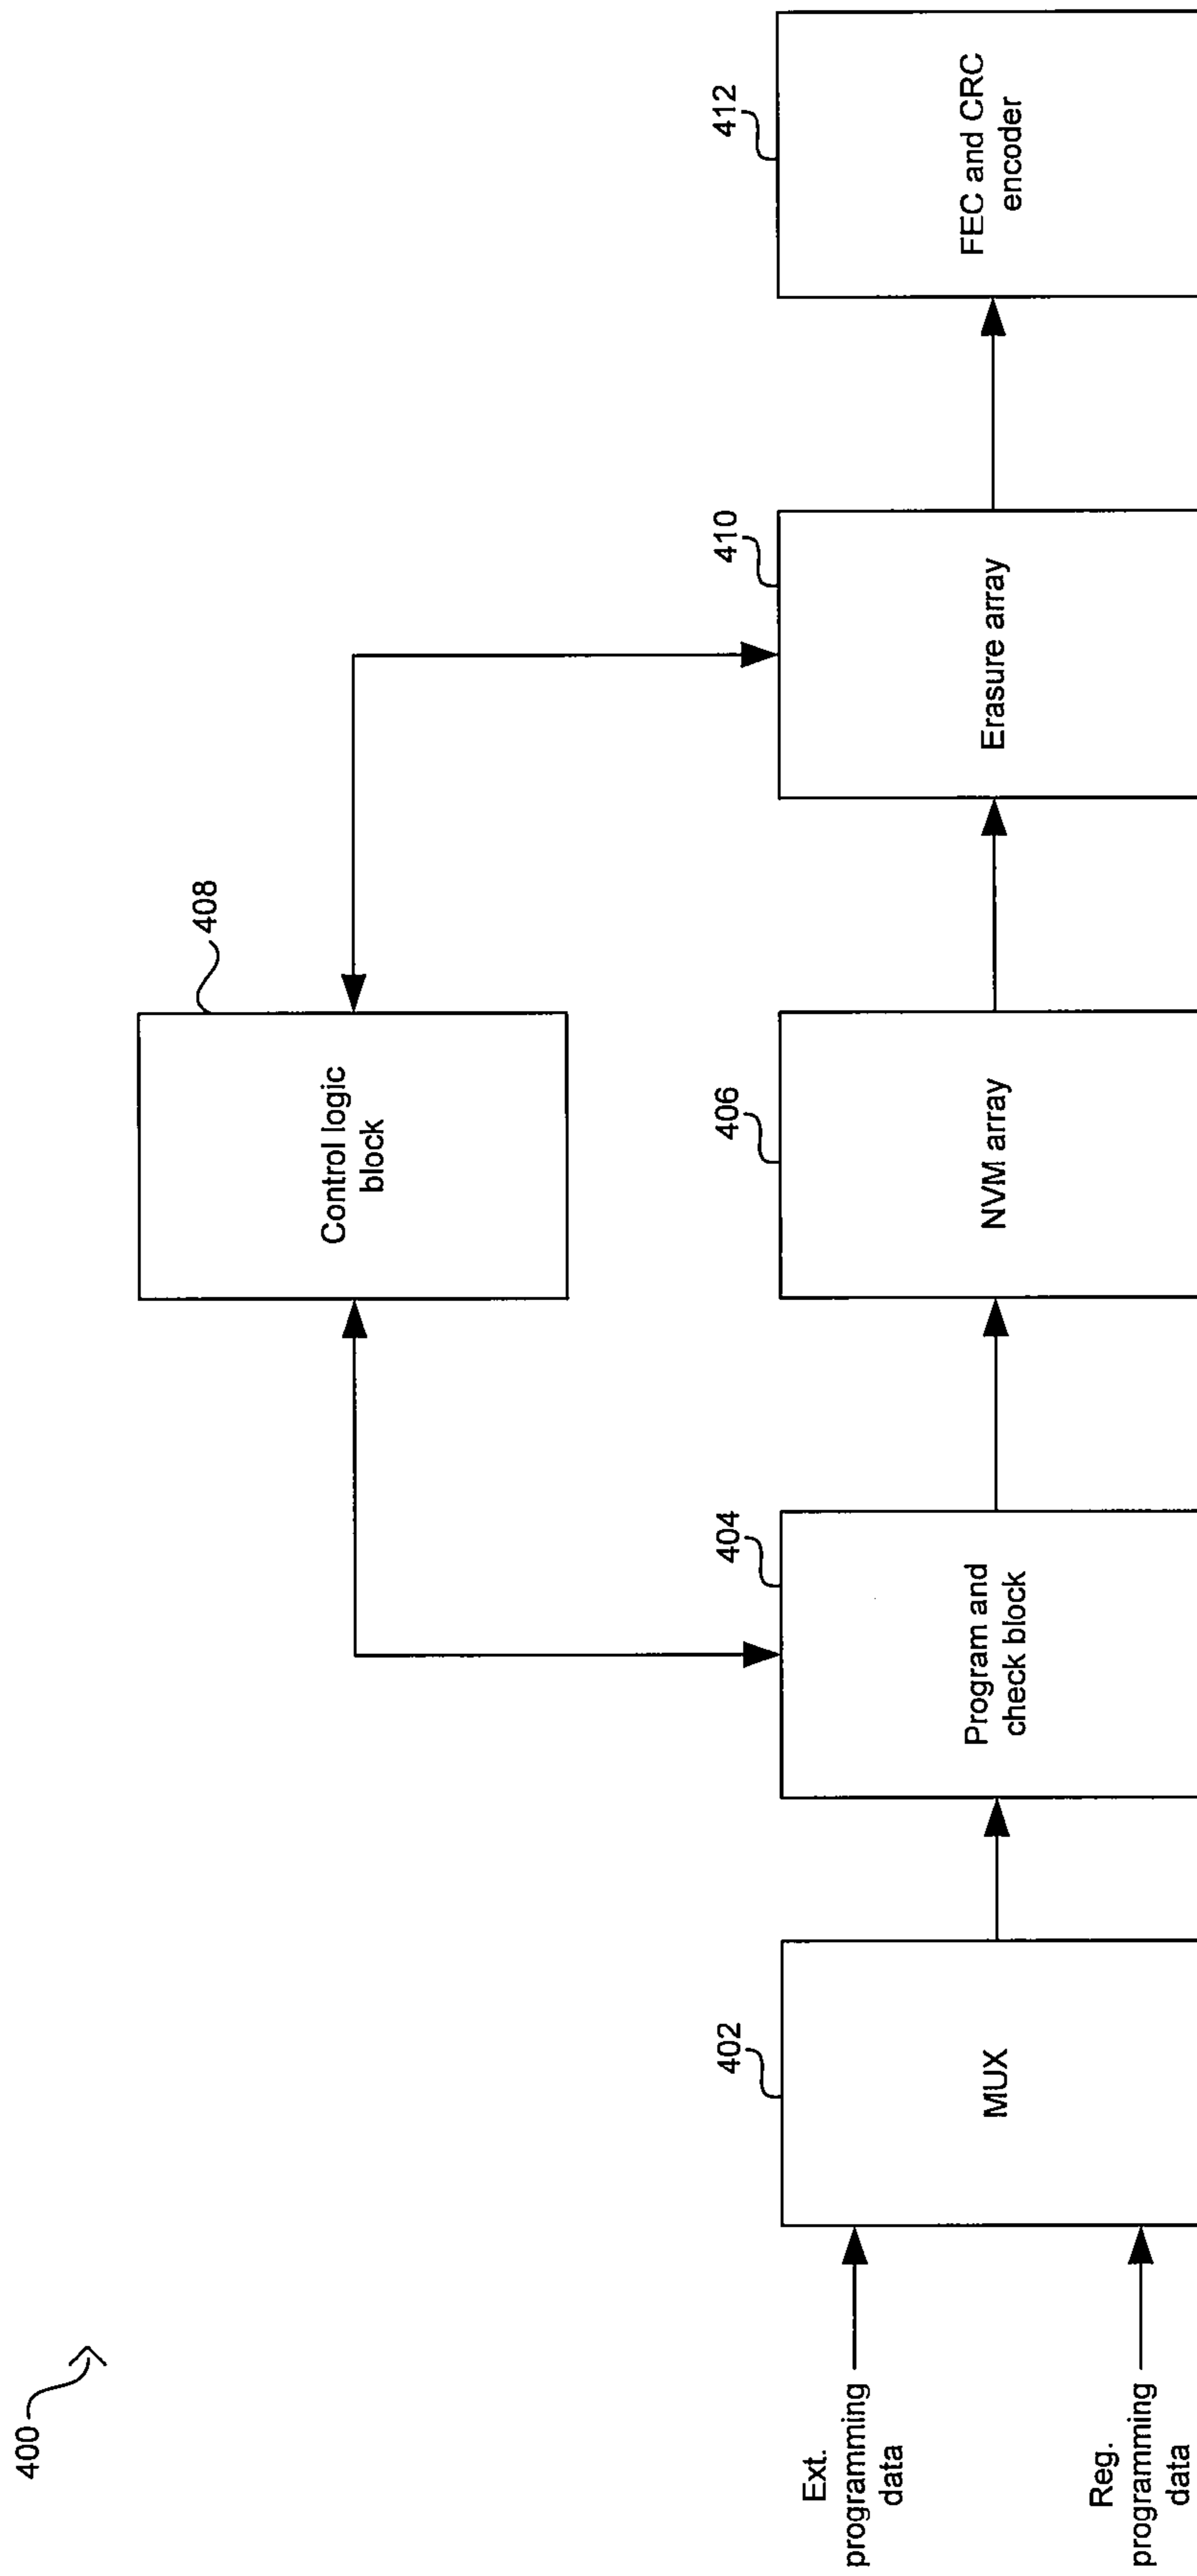 400
408
Control logic
block
402
404
406
410
412
Ext.
programming
data
Reg.
programming
data
MUX
Program and
check block
NVM array
Erasure array
FEC and CRC
encoder